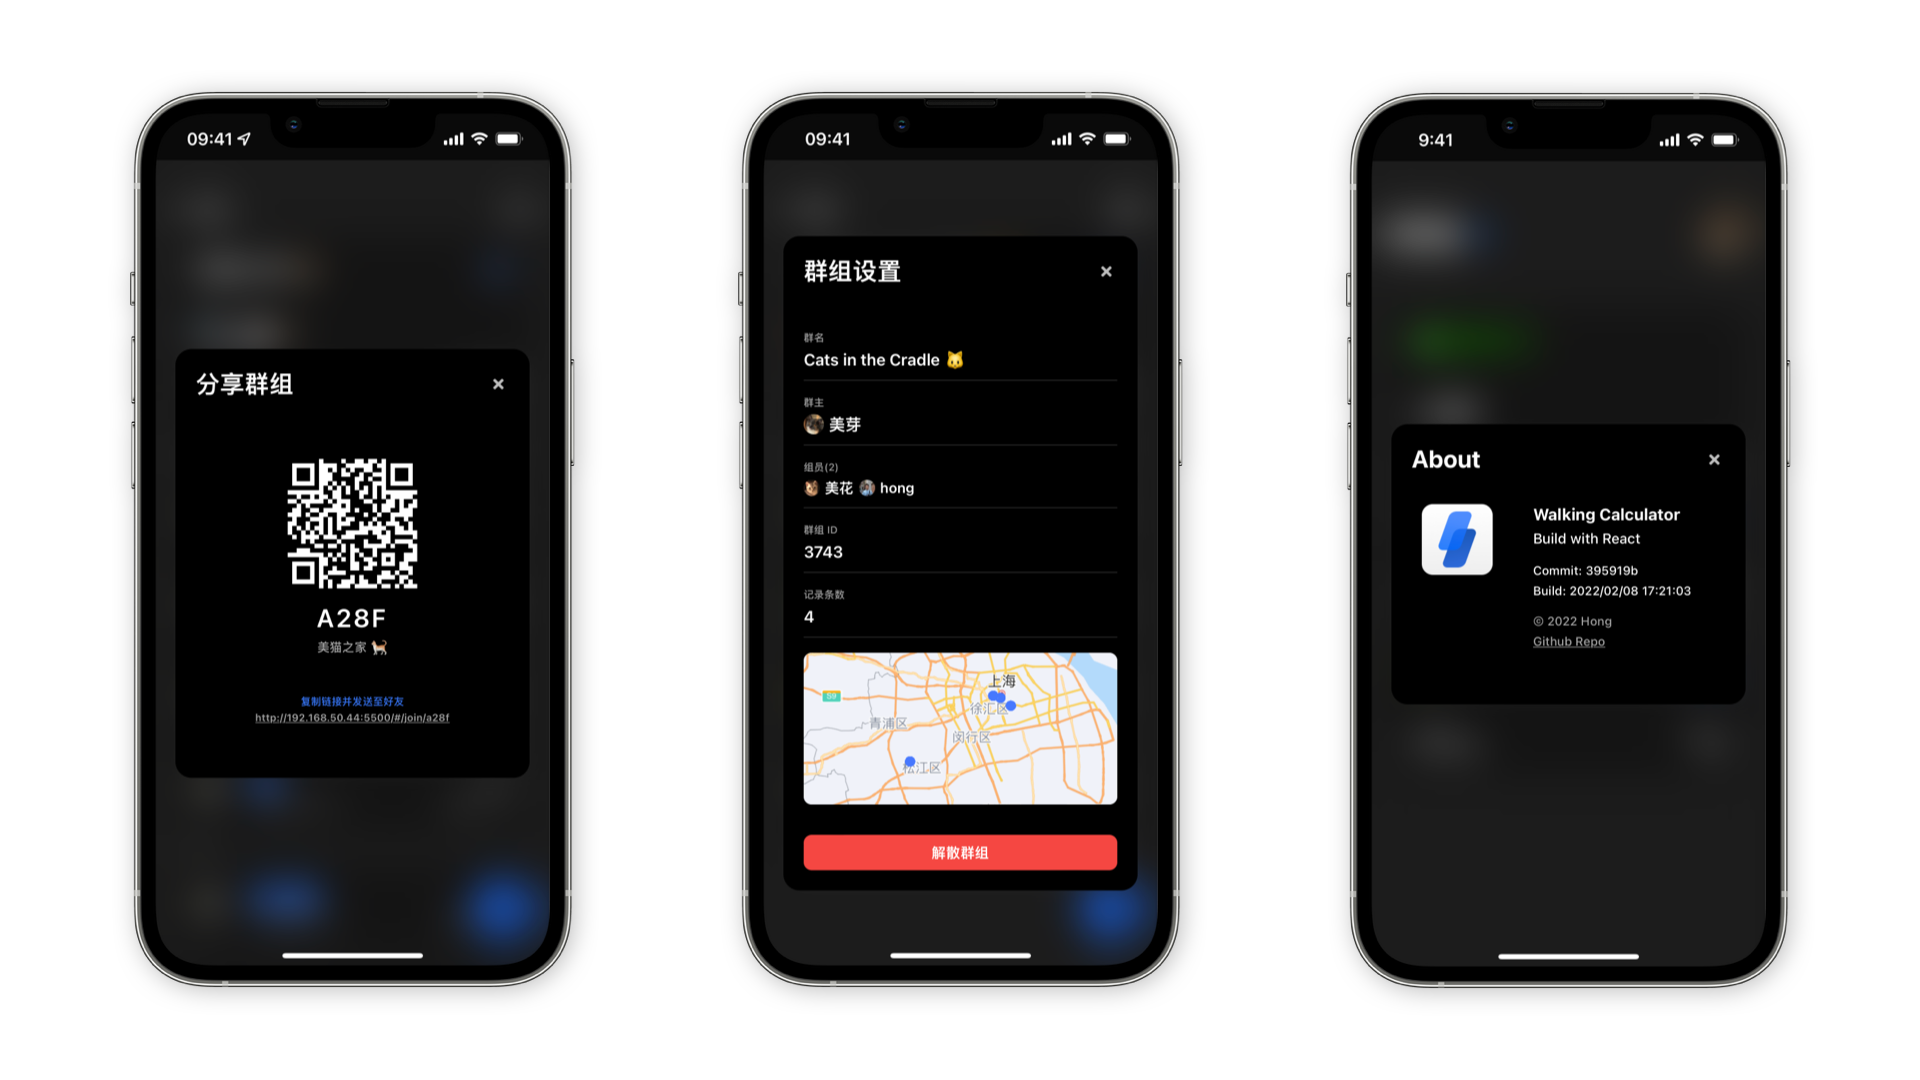 09:41
分享群组
A28F
美猫之家 🐈
复制链接并发送至好友
http://192.168.50.44:5500/#/join/a28f
09:41
群组设置
群名
Cats in the Cradle 🐱
群主
美芽
组员(2)
美花 hong
群组 ID
3743
记录条数
4
59
上海
徐汇区
青浦区
闵行区
松江区
解散群组
9:41
About
Walking Calculator
Build with React
Commit: 395919b
Build: 2022/02/08 17:21:03
© 2022 Hong
Github Repo